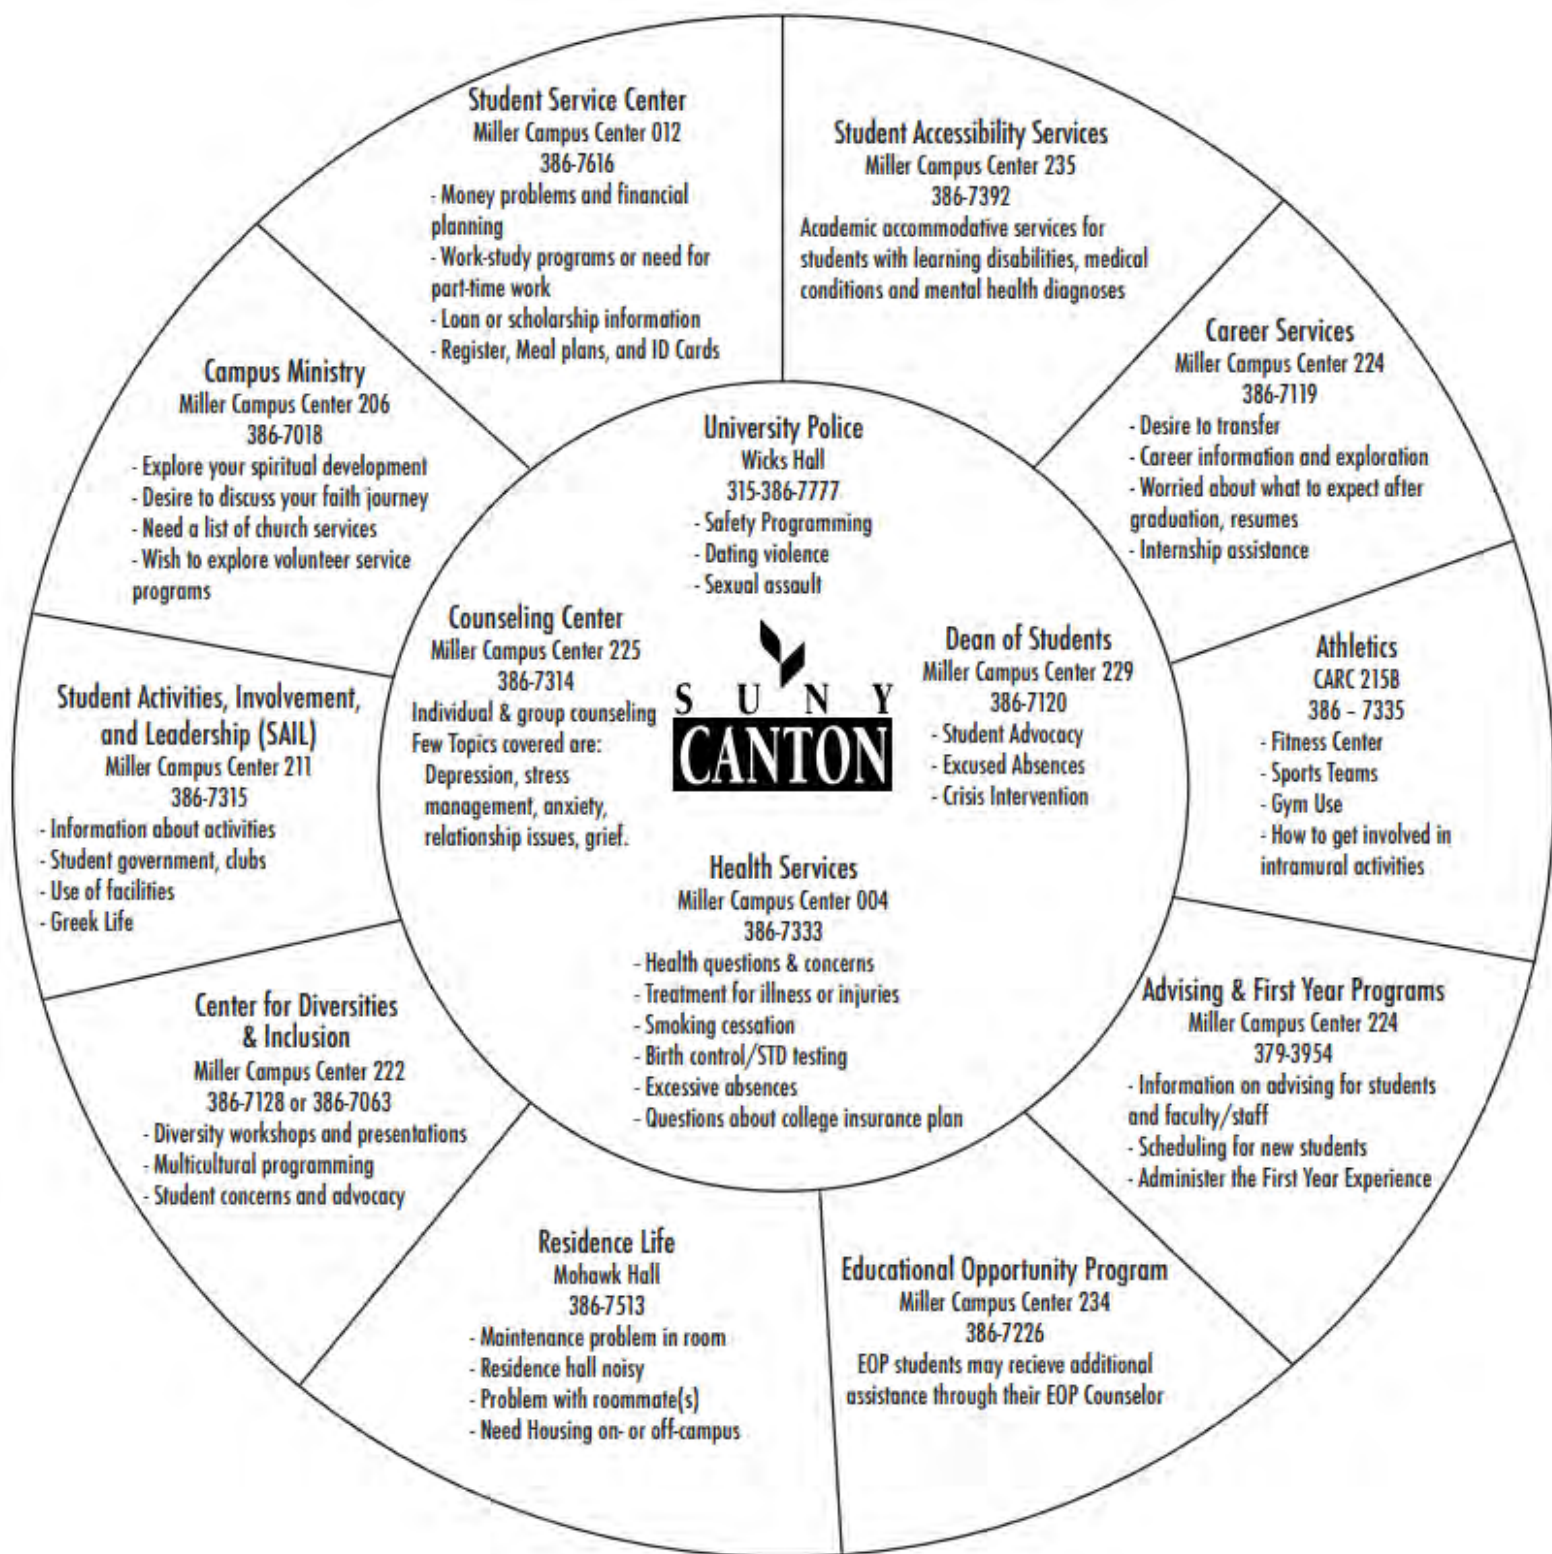 Student Service Center
Miller Campus Center 012
386-7616
- Money problems and financial
planning
- Work-study programs or need for
part-time work
- Loan or scholarship information
- Register, Meal plans, and ID Cards
Student Accessibility Services
Miller Campus Center 235
386-7392
Academic accommodative services for
students with learning disabilities, medical
conditions and mental health diagnoses
Career Services
Miller Campus Center 224
386-7119
- Desire to transfer
- Career information and exploration
- Worried about what to expect after
graduation, resumes
- Internship assistance
Athletics
CARC 215B
386 – 7335
- Fitness Center
- Sports Teams
- Gym Use
- How to get involved in
intramural activities
Advising & First Year Programs
Miller Campus Center 224
379-3954
- Information on advising for students
and faculty/staff
- Scheduling for new students
- Administer the First Year Experience
Educational Opportunity Program
Miller Campus Center 234
386-7226
EOP students may recieve additional
assistance through their EOP Counselor
Residence Life
Mohawk Hall
386-7513
- Maintenance problem in room
- Residence hall noisy
- Problem with roommate(s)
- Need Housing on- or off-campus
Center for Diversities
& Inclusion
Miller Campus Center 222
386-7128 or 386-7063
- Diversity workshops and presentations
- Multicultural programming
- Student concerns and advocacy
Student Activities, Involvement,
and Leadership (SAIL)
Miller Campus Center 211
386-7315
- Information about activities
- Student government, clubs
- Use of facilities
- Greek Life
Campus Ministry
Miller Campus Center 206
386-7018
- Explore your spiritual development
- Desire to discuss your faith journey
- Need a list of church services
- Wish to explore volunteer service
programs
University Police
Wicks Hall
315-386-7777
- Safety Programming
- Dating violence
- Sexual assault
Counseling Center
Miller Campus Center 225
386-7314
Individual & group counseling
Few Topics covered are:
Depression, stress
management, anxiety,
relationship issues, grief.
SUNY
CANTON
Dean of Students
Miller Campus Center 229
386-7120
- Student Advocacy
- Excused Absences
- Crisis Intervention
Health Services
Miller Campus Center 004
386-7333
- Health questions & concerns
- Treatment for illness or injuries
- Smoking cessation
- Birth control/STD testing
- Excessive absences
- Questions about college insurance plan